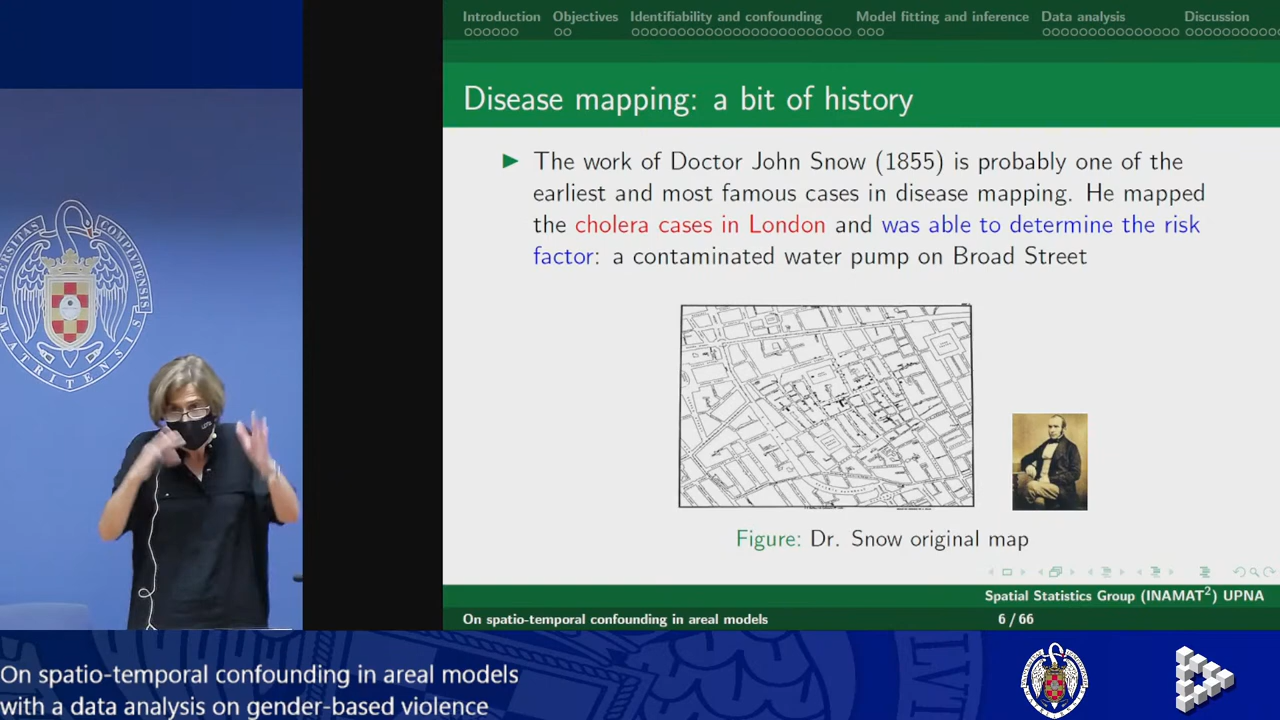 Introduction Objectives Identifiability and confounding Model fitting and inference Data analysis Discussion
Disease mapping: a bit of history
The work of Doctor John Snow (1855) is probably one of the
earliest and most famous cases in disease mapping. He mapped
the cholera cases in London and was able to determine the risk
factor: a contaminated water pump on Broad Street
Figure: Dr. Snow original map
Spatial Statistics Group (INAMAT²) UPNA
On spatio-temporal confounding in areal models 6 / 66
On spatio-temporal confounding in areal models
with a data analysis on gender-based violence